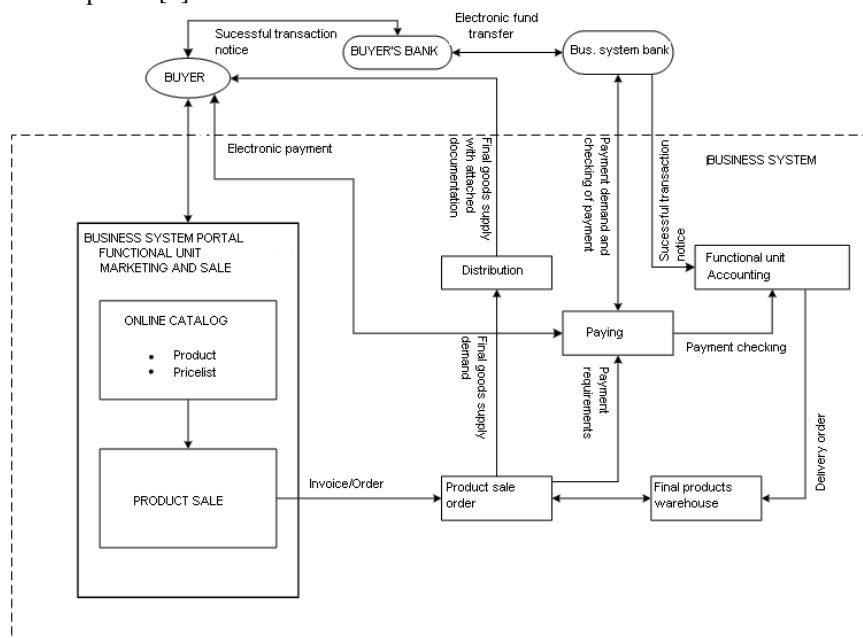 Sucessful transaction
notice
Electronic fund
transfer
BUYER'S BANK
Bus. system bank
BUYER
Electronic payment
Final goods supply
with attached
documentation
Payment demand and
checking of payment
Sucessful transaction
notice
BUSINESS SYSTEM
BUSINESS SYSTEM PORTAL
FUNCTIONAL UNIT
MARKETING AND SALE
Distribution
Functional unit
Accounting
ONLINE CATALOG
• Product
• Pricelist
Final goods supply
demand
Paying
Payment checking
Payment
requirements
Delivery order
PRODUCT SALE
Invoice/Order
Product sale
order
Final products
warehouse